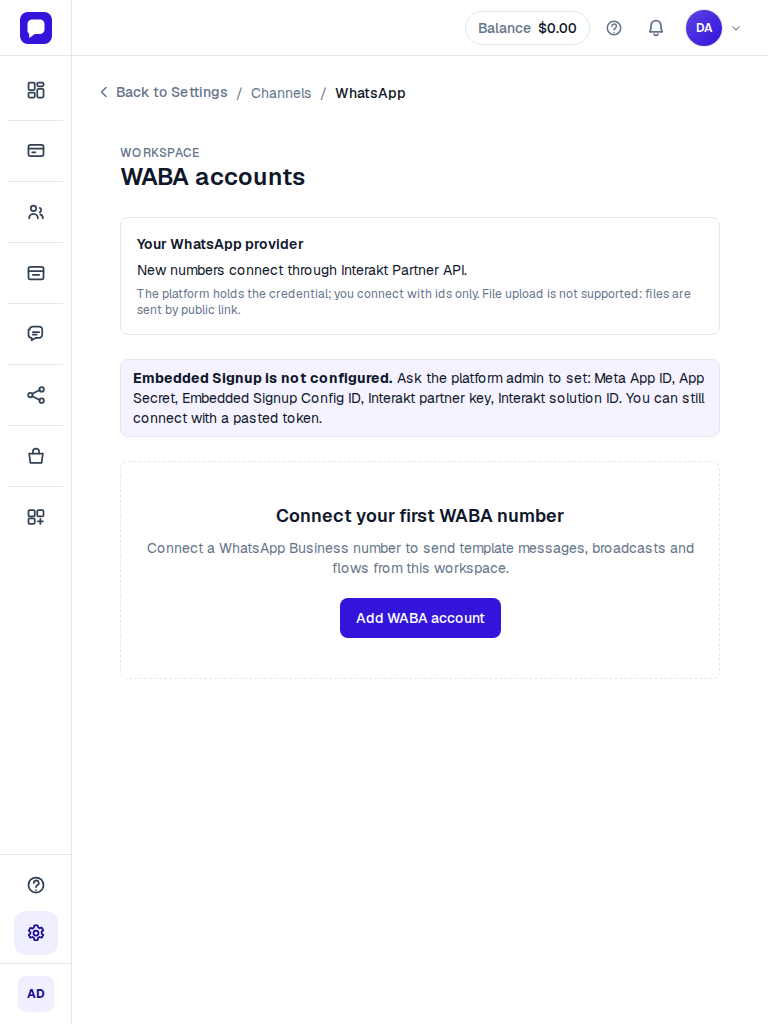 Balance $0.00
DA
Back to Settings / Channels / WhatsApp
WORKSPACE
WABA accounts
Your WhatsApp provider
New numbers connect through Interakt Partner API.
The platform holds the credential; you connect with ids only. File upload is not supported: files are
sent by public link.
Embedded Signup is not configured. Ask the platform admin to set: Meta App ID, App
Secret, Embedded Signup Config ID, Interakt partner key, Interakt solution ID. You can still
connect with a pasted token.
Connect your first WABA number
Connect a WhatsApp Business number to send template messages, broadcasts and
flows from this workspace.
Add WABA account
AD